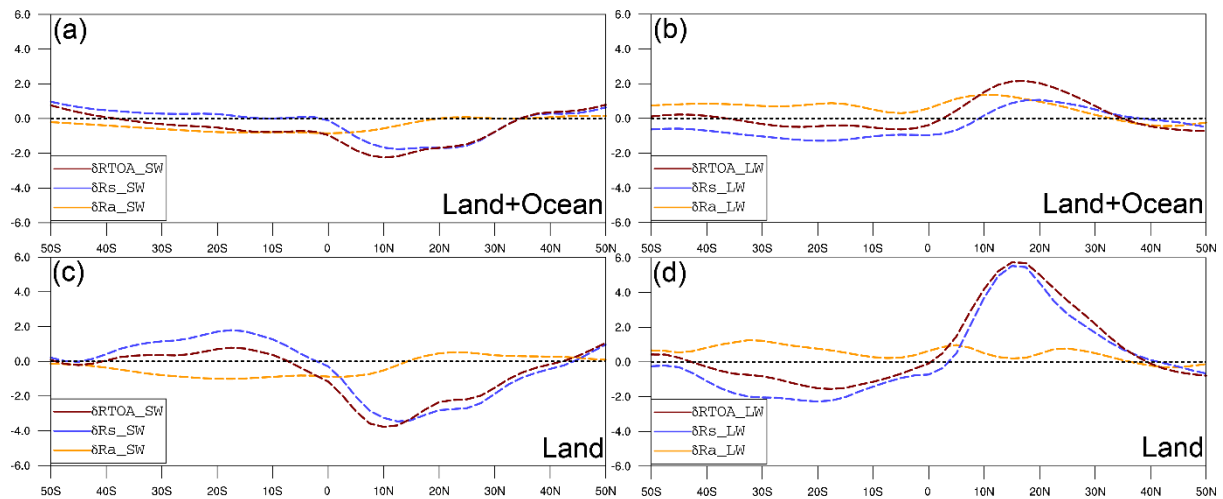 (a)
6.0
4.0
2.0
0.0
-2.0
-4.0
-6.0
δRTOA_SW
δRs_SW
δRa_SW
Land+Ocean
50S 40S 30S 20S 10S 0 10N 20N 30N 40N 50N
(b)
6.0
4.0
2.0
0.0
-2.0
-4.0
-6.0
δRTOA_LW
δRs_LW
δRa_LW
Land+Ocean
50S 40S 30S 20S 10S 0 10N 20N 30N 40N 50N
(c)
6.0
4.0
2.0
0.0
-2.0
-4.0
-6.0
δRTOA_SW
δRs_SW
δRa_SW
Land
50S 40S 30S 20S 10S 0 10N 20N 30N 40N 50N
(d)
6.0
4.0
2.0
0.0
-2.0
-4.0
-6.0
δRTOA_LW
δRs_LW
δRa_LW
Land
50S 40S 30S 20S 10S 0 10N 20N 30N 40N 50N